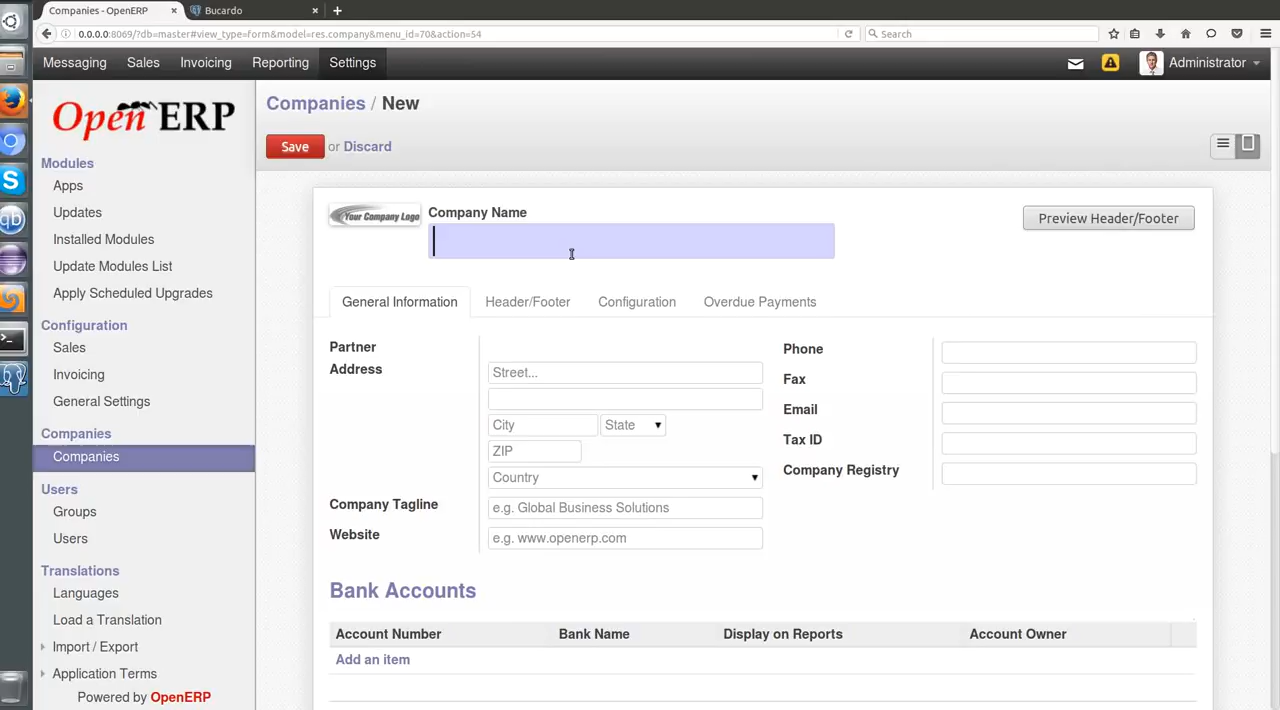 Companies - OpenERP × Bucardo × +
0.0.0.0:8069/?db=master#view_type=form&model=res.company&menu_id=70&action=54 Search
Messaging Sales Invoicing Reporting Settings Administrator
Open ERP
Companies / New
Save or Discard
Modules
Apps
Updates
Installed Modules
Update Modules List
Apply Scheduled Upgrades
Configuration
Sales
Invoicing
General Settings
Companies
Companies
Users
Groups
Users
Translations
Languages
Load a Translation
Import / Export
Application Terms
Powered by OpenERP
Your Company Logo
Company Name
Preview Header/Footer
General Information Header/Footer Configuration Overdue Payments
Partner
Address Street...
City State
ZIP
Country
Company Tagline e.g. Global Business Solutions
Website e.g. www.openerp.com
Phone
Fax
Email
Tax ID
Company Registry
Bank Accounts
Account Number Bank Name Display on Reports Account Owner
Add an item